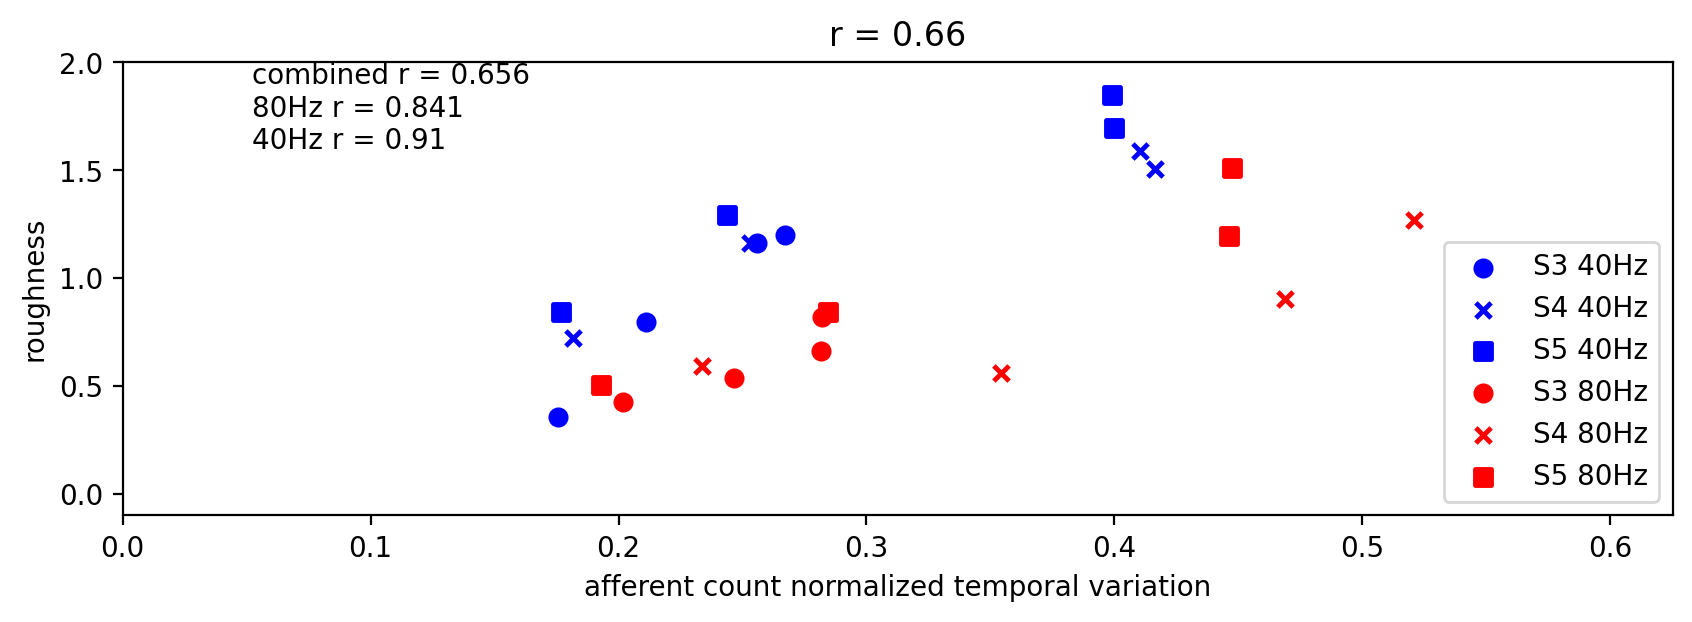 r = 0.66
combined r = 0.656
80Hz r = 0.841
40Hz r = 0.91
2.0
1.5
1.0
0.5
0.0
roughness
0.0 0.1 0.2 0.3 0.4 0.5 0.6
afferent count normalized temporal variation
S3 40Hz
S4 40Hz
S5 40Hz
S3 80Hz
S4 80Hz
S5 80Hz